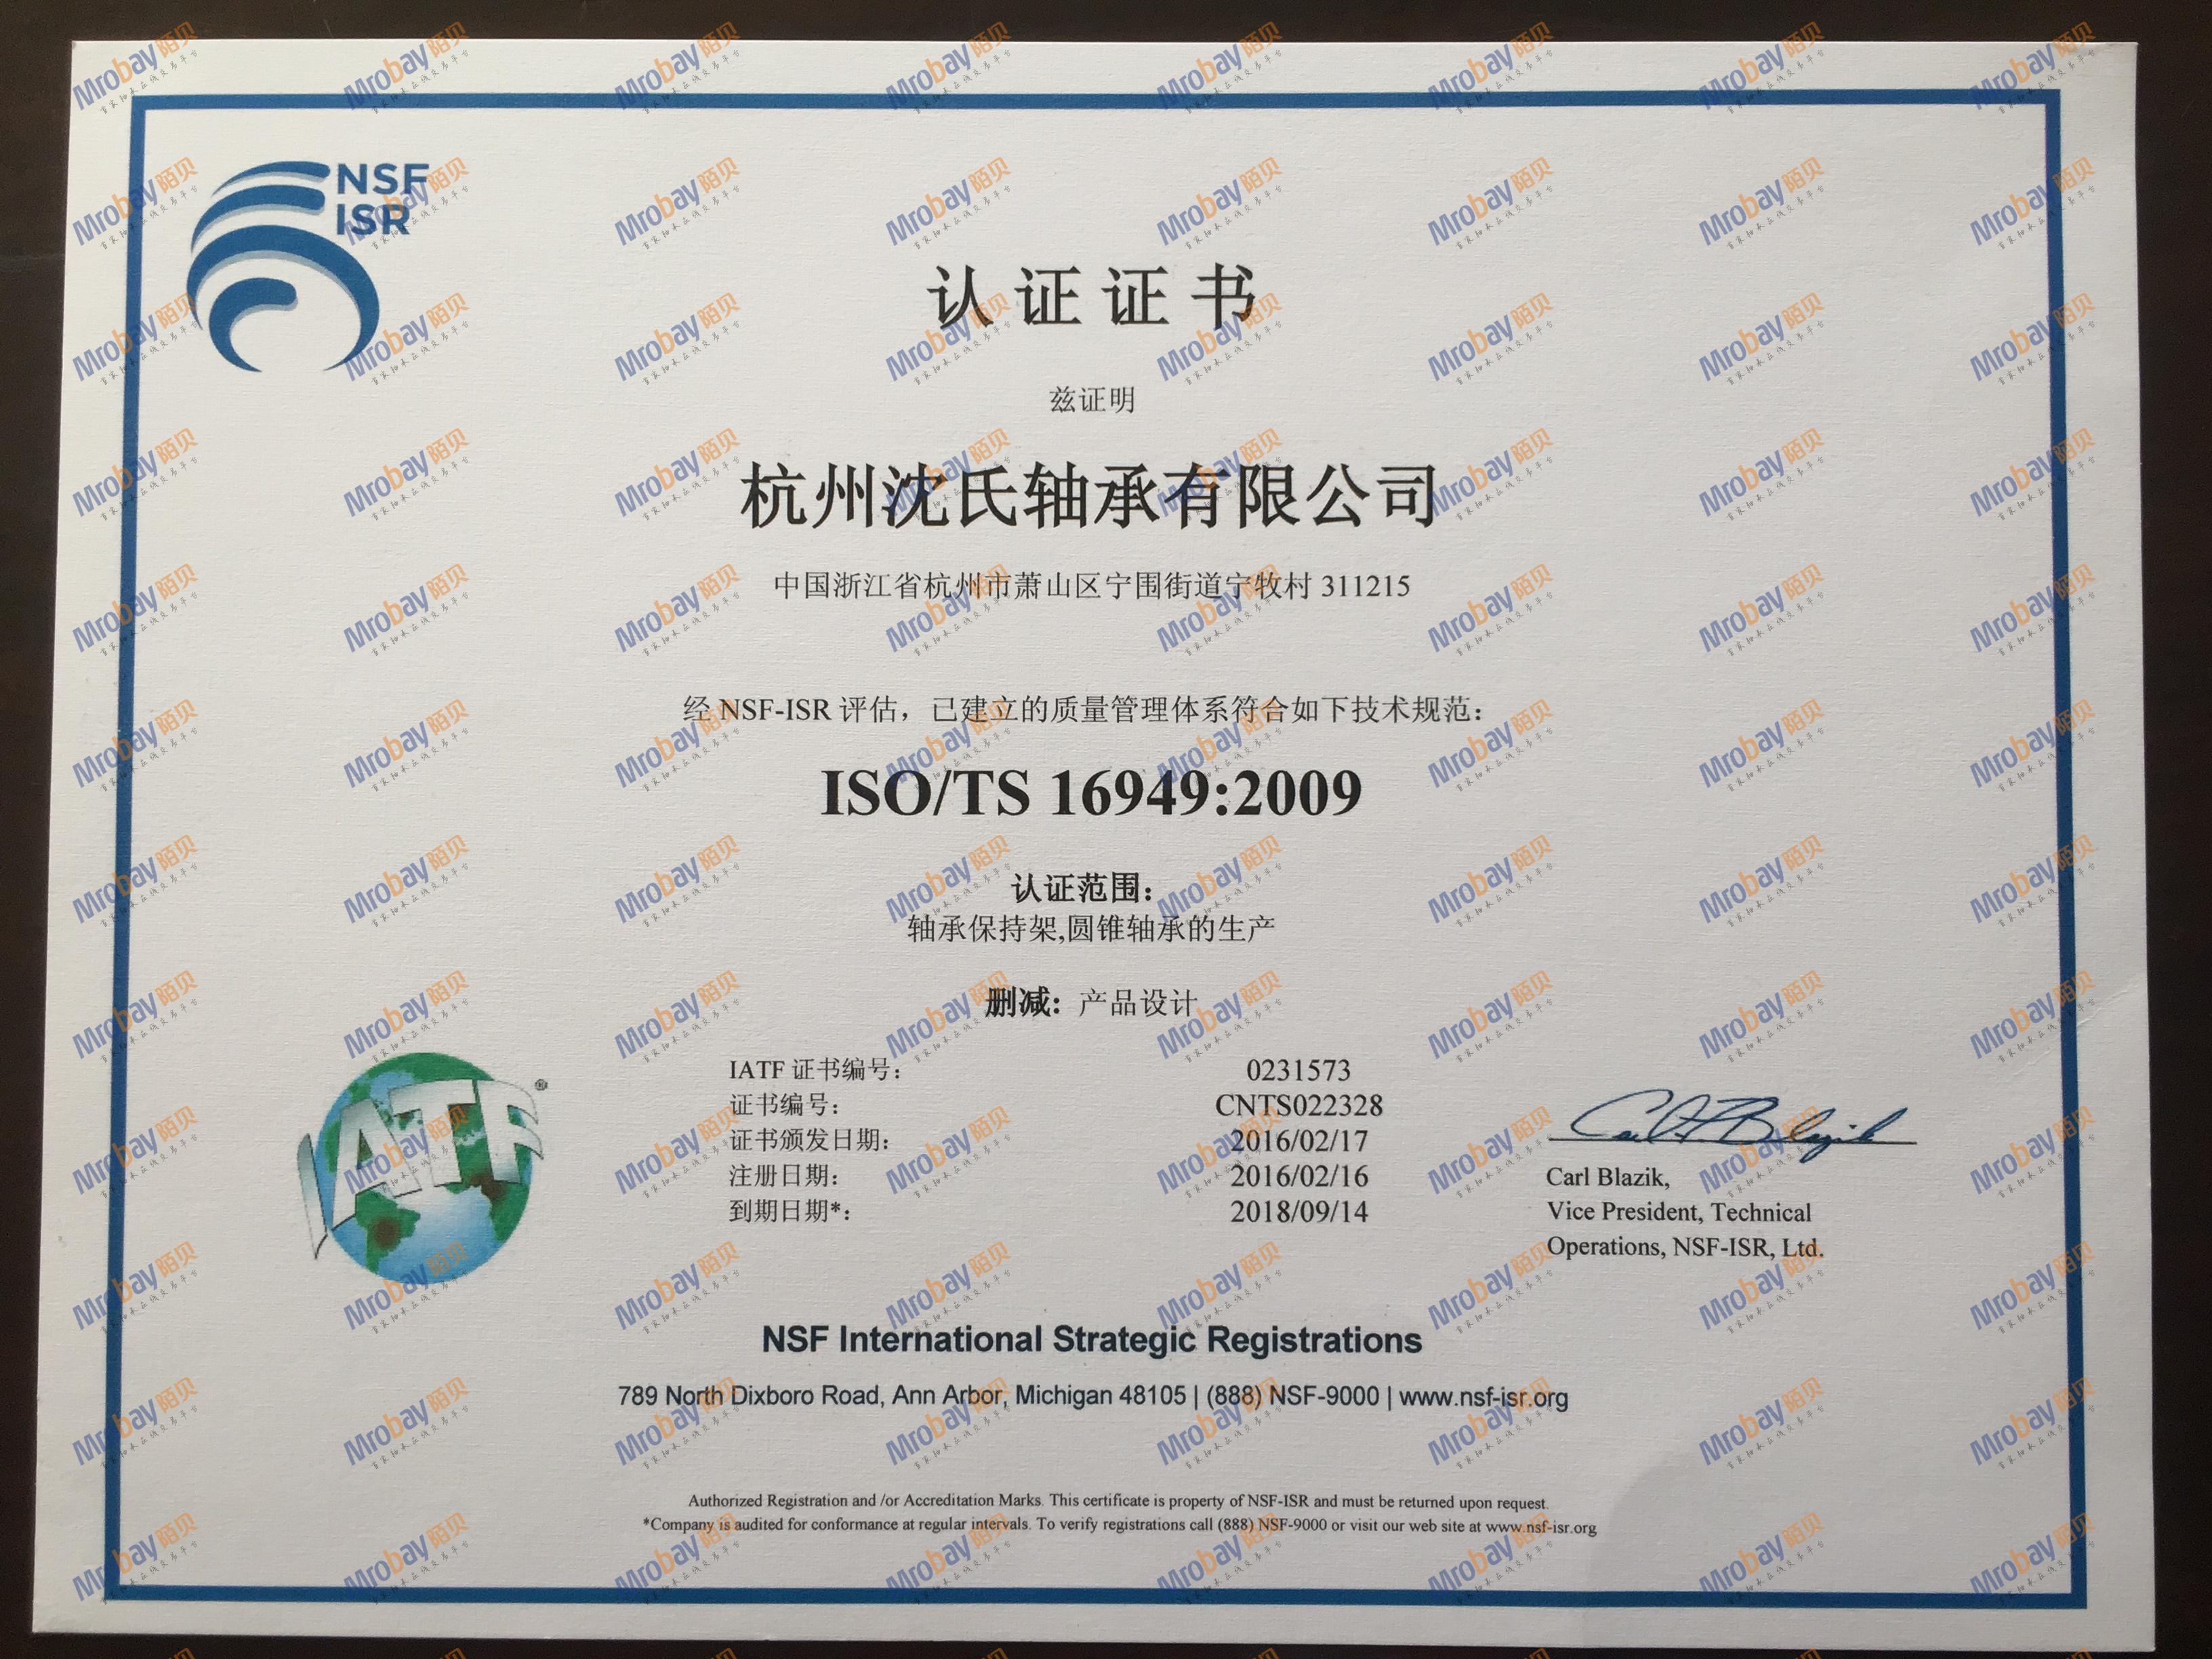 NSF
ISR
认证证书
兹证明
杭州沈氏轴承有限公司
中国浙江省杭州市萧山区宁围街道宁牧村 311215
经 NSF-ISR 评估，已建立的质量管理体系符合如下技术规范：
ISO/TS 16949:2009
认证范围：
轴承保持架,圆锥轴承的生产
删减：产品设计
IATF 证书编号： 0231573
证书编号： CNTS022328
证书颁发日期： 2016/02/17
注册日期： 2016/02/16
到期日期*： 2018/09/14
IATF®
Carl Blazik,
Vice President, Technical
Operations, NSF-ISR, Ltd.
NSF International Strategic Registrations
789 North Dixboro Road, Ann Arbor, Michigan 48105 | (888) NSF-9000 | www.nsf-isr.org
Authorized Registration and /or Accreditation Marks. This certificate is property of NSF-ISR and must be returned upon request.
*Company is audited for conformance at regular intervals. To verify registrations call (888) NSF-9000 or visit our web site at www.nsf-isr.org
Mrobay陌贝